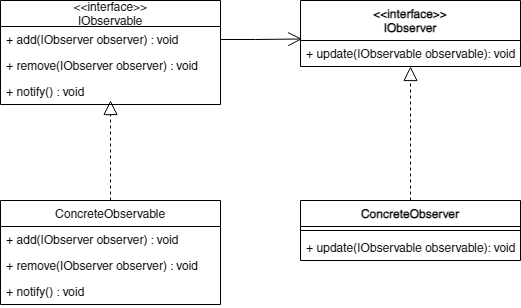 <<interface>>
IObservable
+ add(IObserver observer) : void
+ remove(IObserver observer) : void
+ notify() : void
<<interface>>
IObserver
+ update(IObservable observable): void
ConcreteObservable
+ add(IObserver observer) : void
+ remove(IObserver observer) : void
+ notify() : void
ConcreteObserver
+ update(IObservable observable): void